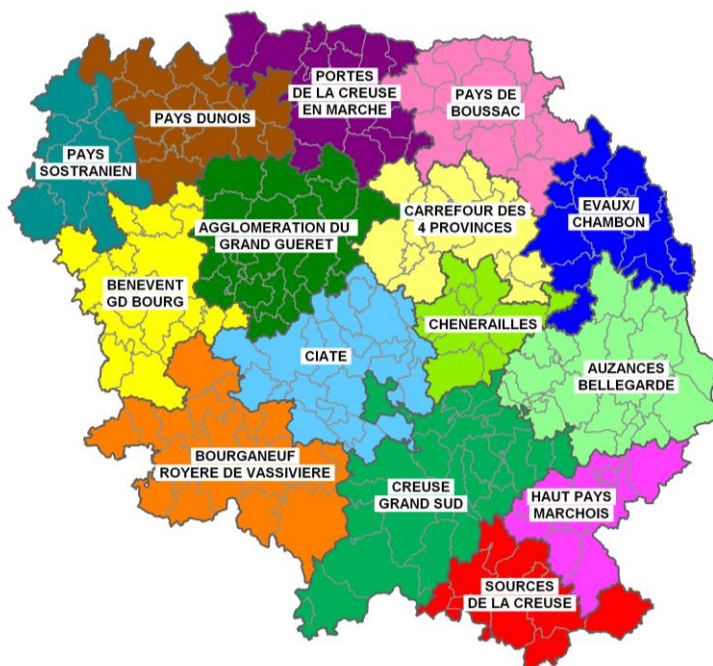 PORTES
DE LA CREUSE
EN MARCHE
PAYS DE
BOUSSAC
PAYS DUNOIS
PAYS
SOSTRANIEN
EVAUX/
CHAMBON
AGGLOMERATION DU
GRAND GUERET
CARREFOUR DES
4 PROVINCES
BENEVENT
GD BOURG
CHENERAILLES
CIATE
AUZANCES
BELLEGARDE
BOURGANEUF
ROYERE DE VASSIVIERE
CREUSE
GRAND SUD
HAUT PAYS
MARCHOIS
SOURCES
DE LA CREUSE